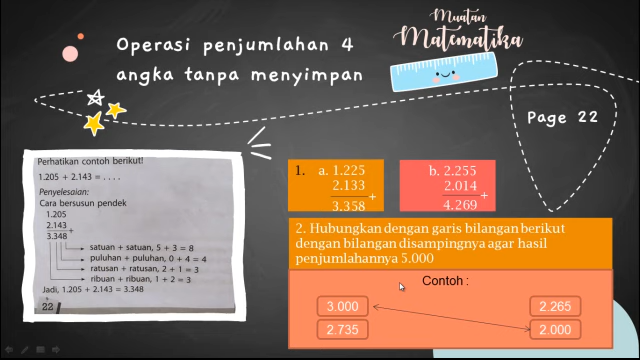 Operasi penjumlahan 4
angka tanpa menyimpan
Muatan
Matematika
Page 22
Perhatikan contoh berikut!
1.205 + 2.143 = . . . .
Penyelesaian:
Cara bersusun pendek
1.205
2.143
+
3.348
satuan + satuan, 5 + 3 = 8
puluhan + puluhan, 0 + 4 = 4
ratusan + ratusan, 2 + 1 = 3
ribuan + ribuan, 1 + 2 = 3
Jadi, 1.205 + 2.143 = 3.348
22
1. a. 1.225
2.133
+
3.358
b. 2.255
2.014
+
4.269
2. Hubungkan dengan garis bilangan berikut
dengan bilangan disampingnya agar hasil
penjumlahannya 5.000
Contoh :
3.000 2.265
2.735 2.000